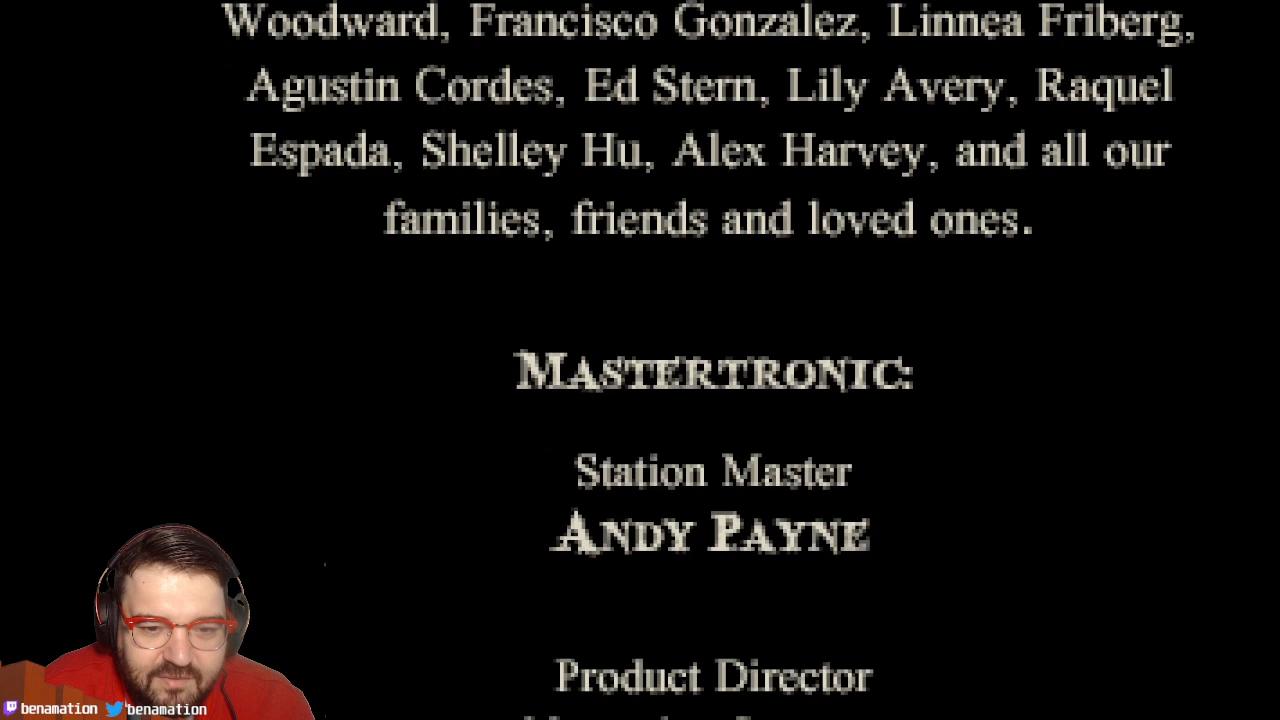 Woodward, Francisco Gonzalez, Linnea Friberg,
Agustin Cordes, Ed Stern, Lily Avery, Raquel
Espada, Shelley Hu, Alex Harvey, and all our
families, friends and loved ones.
MASTERTRONIC:
Station Master
ANDY PAYNE
Product Director
benamation benamation